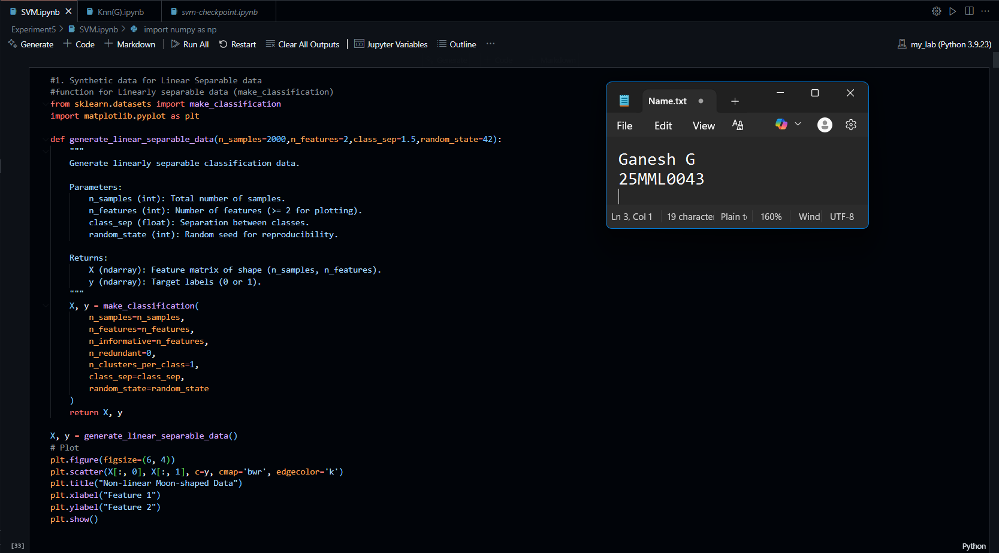 SVM.ipynb
Knn(G).ipynb
svm-checkpoint.ipynb
Experiment5 > SVM.ipynb > import numpy as np
Generate + Code + Markdown | Run All Restart Clear All Outputs | Jupyter Variables Outline ···
my_lab (Python 3.9.23)
#1. Synthetic data for Linear Separable data
#function for Linearly separable data (make_classification)
from sklearn.datasets import make_classification
import matplotlib.pyplot as plt
def generate_linear_separable_data(n_samples=2000,n_features=2,class_sep=1.5,random_state=42):
"""
Generate linearly separable classification data.
Parameters:
n_samples (int): Total number of samples.
n_features (int): Number of features (>= 2 for plotting).
class_sep (float): Separation between classes.
random_state (int): Random seed for reproducibility.
Returns:
X (ndarray): Feature matrix of shape (n_samples, n_features).
y (ndarray): Target labels (0 or 1).
"""
X, y = make_classification(
n_samples=n_samples,
n_features=n_features,
n_informative=n_features,
n_redundant=0,
n_clusters_per_class=1,
class_sep=class_sep,
random_state=random_state
)
return X, y
X, y = generate_linear_separable_data()
# Plot
plt.figure(figsize=(6, 4))
plt.scatter(X[:, 0], X[:, 1], c=y, cmap='bwr', edgecolor='k')
plt.title("Non-linear Moon-shaped Data")
plt.xlabel("Feature 1")
plt.ylabel("Feature 2")
plt.show()
[33]
Python
Name.txt
File Edit View
Ganesh G
25MML0043
Ln 3, Col 1 19 characte Plain t 160% Wind UTF-8